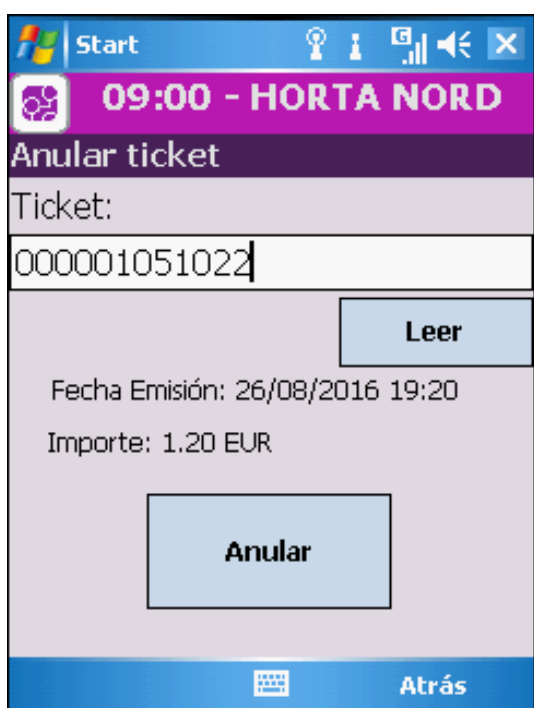 Start
G
09:00 - HORTA NORD
Anular ticket
Ticket:
000001051022
Leer
Fecha Emisión: 26/08/2016 19:20
Importe: 1.20 EUR
Anular
Atrás